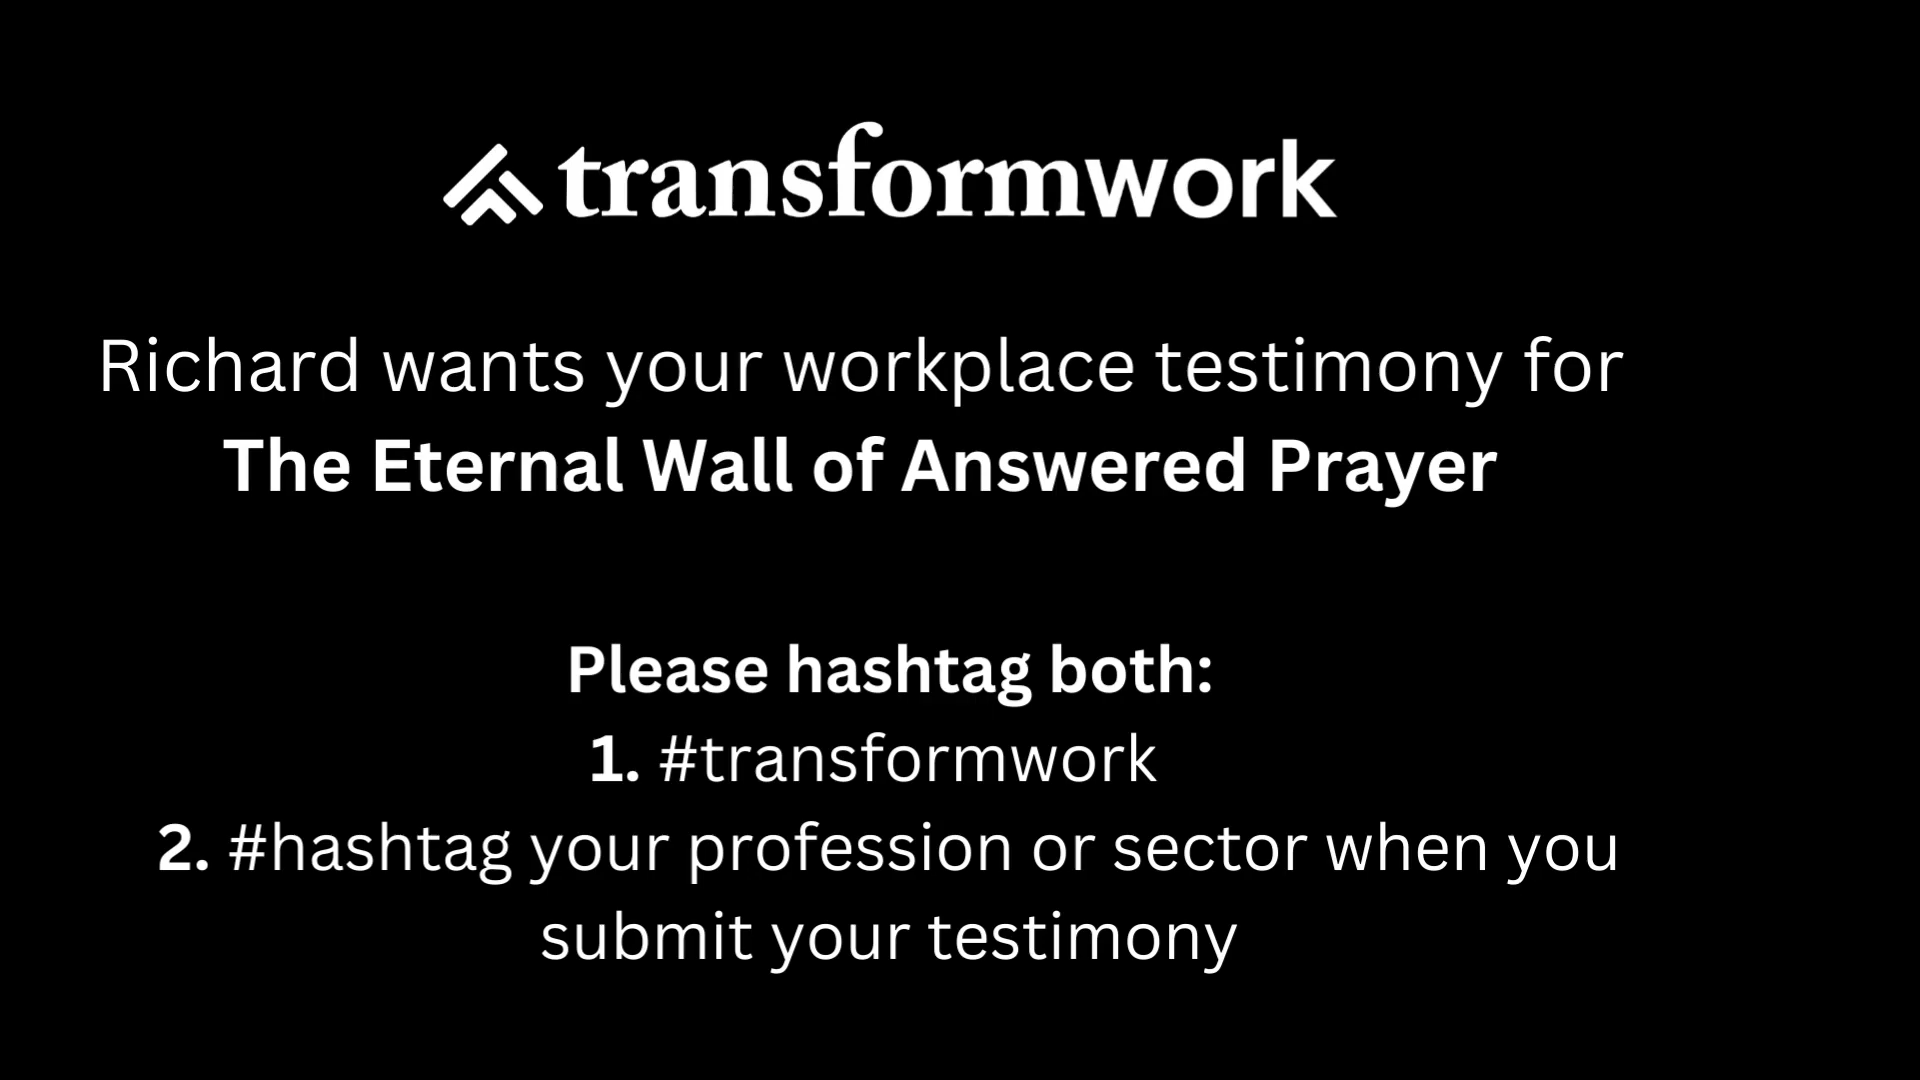 transformwork
Richard wants your workplace testimony for
The Eternal Wall of Answered Prayer
Please hashtag both:
1. #transformwork
2. #hashtag your profession or sector when you
submit your testimony